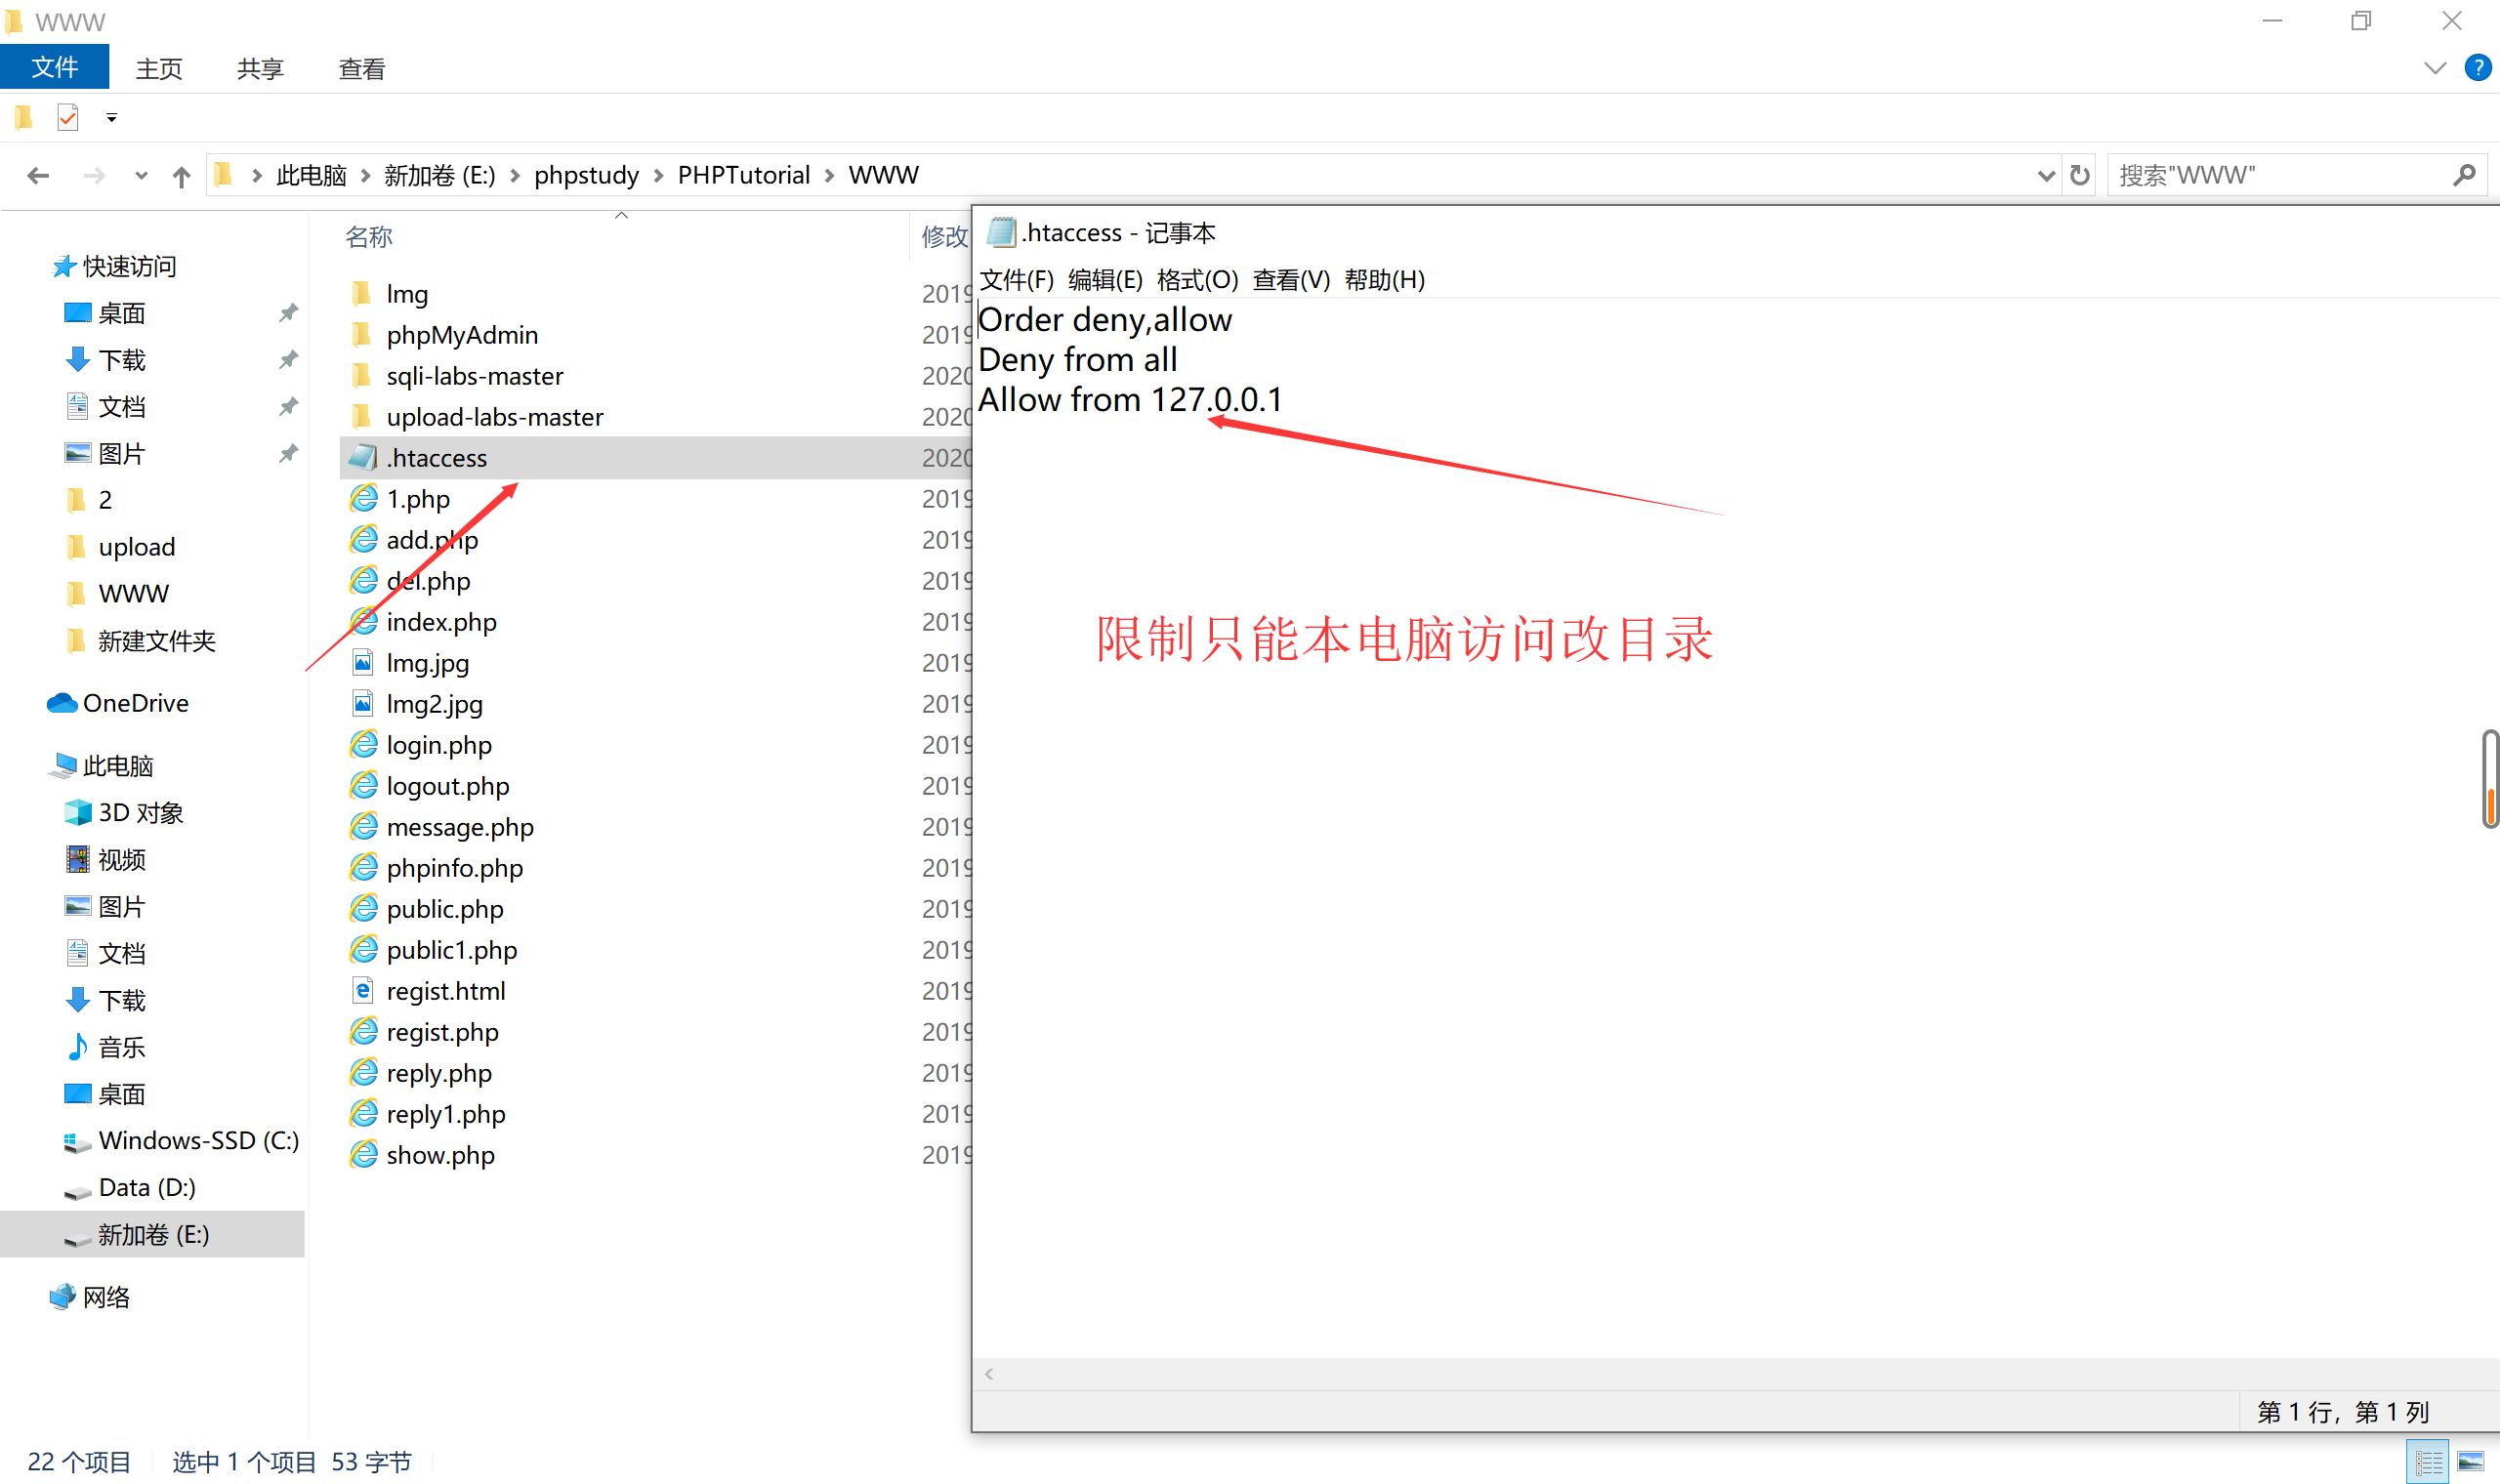 WWW
文件 主页 共享 查看
此电脑 新加卷 (E:) phpstudy PHPTutorial WWW
搜索"WWW"
快速访问
桌面
下载
文档
图片
2
upload
WWW
新建文件夹
OneDrive
此电脑
3D 对象
视频
图片
文档
下载
音乐
桌面
Windows-SSD (C:)
Data (D:)
新加卷 (E:)
网络
名称 修改
Img 2019
phpMyAdmin 2019
sqli-labs-master 2020
upload-labs-master 2020
.htaccess 2020
1.php 2019
add.php 2019
del.php 2019
index.php 2019
Img.jpg 2019
Img2.jpg 2019
login.php 2019
logout.php 2019
message.php 2019
phpinfo.php 2019
public.php 2019
public1.php 2019
regist.html 2019
regist.php 2019
reply.php 2019
reply1.php 2019
show.php 2019
.htaccess - 记事本
文件(F) 编辑(E) 格式(O) 查看(V) 帮助(H)
Order deny,allow
Deny from all
Allow from 127.0.0.1
限制只能本电脑访问改目录
第 1 行，第 1 列
22 个项目 选中 1 个项目 53 字节